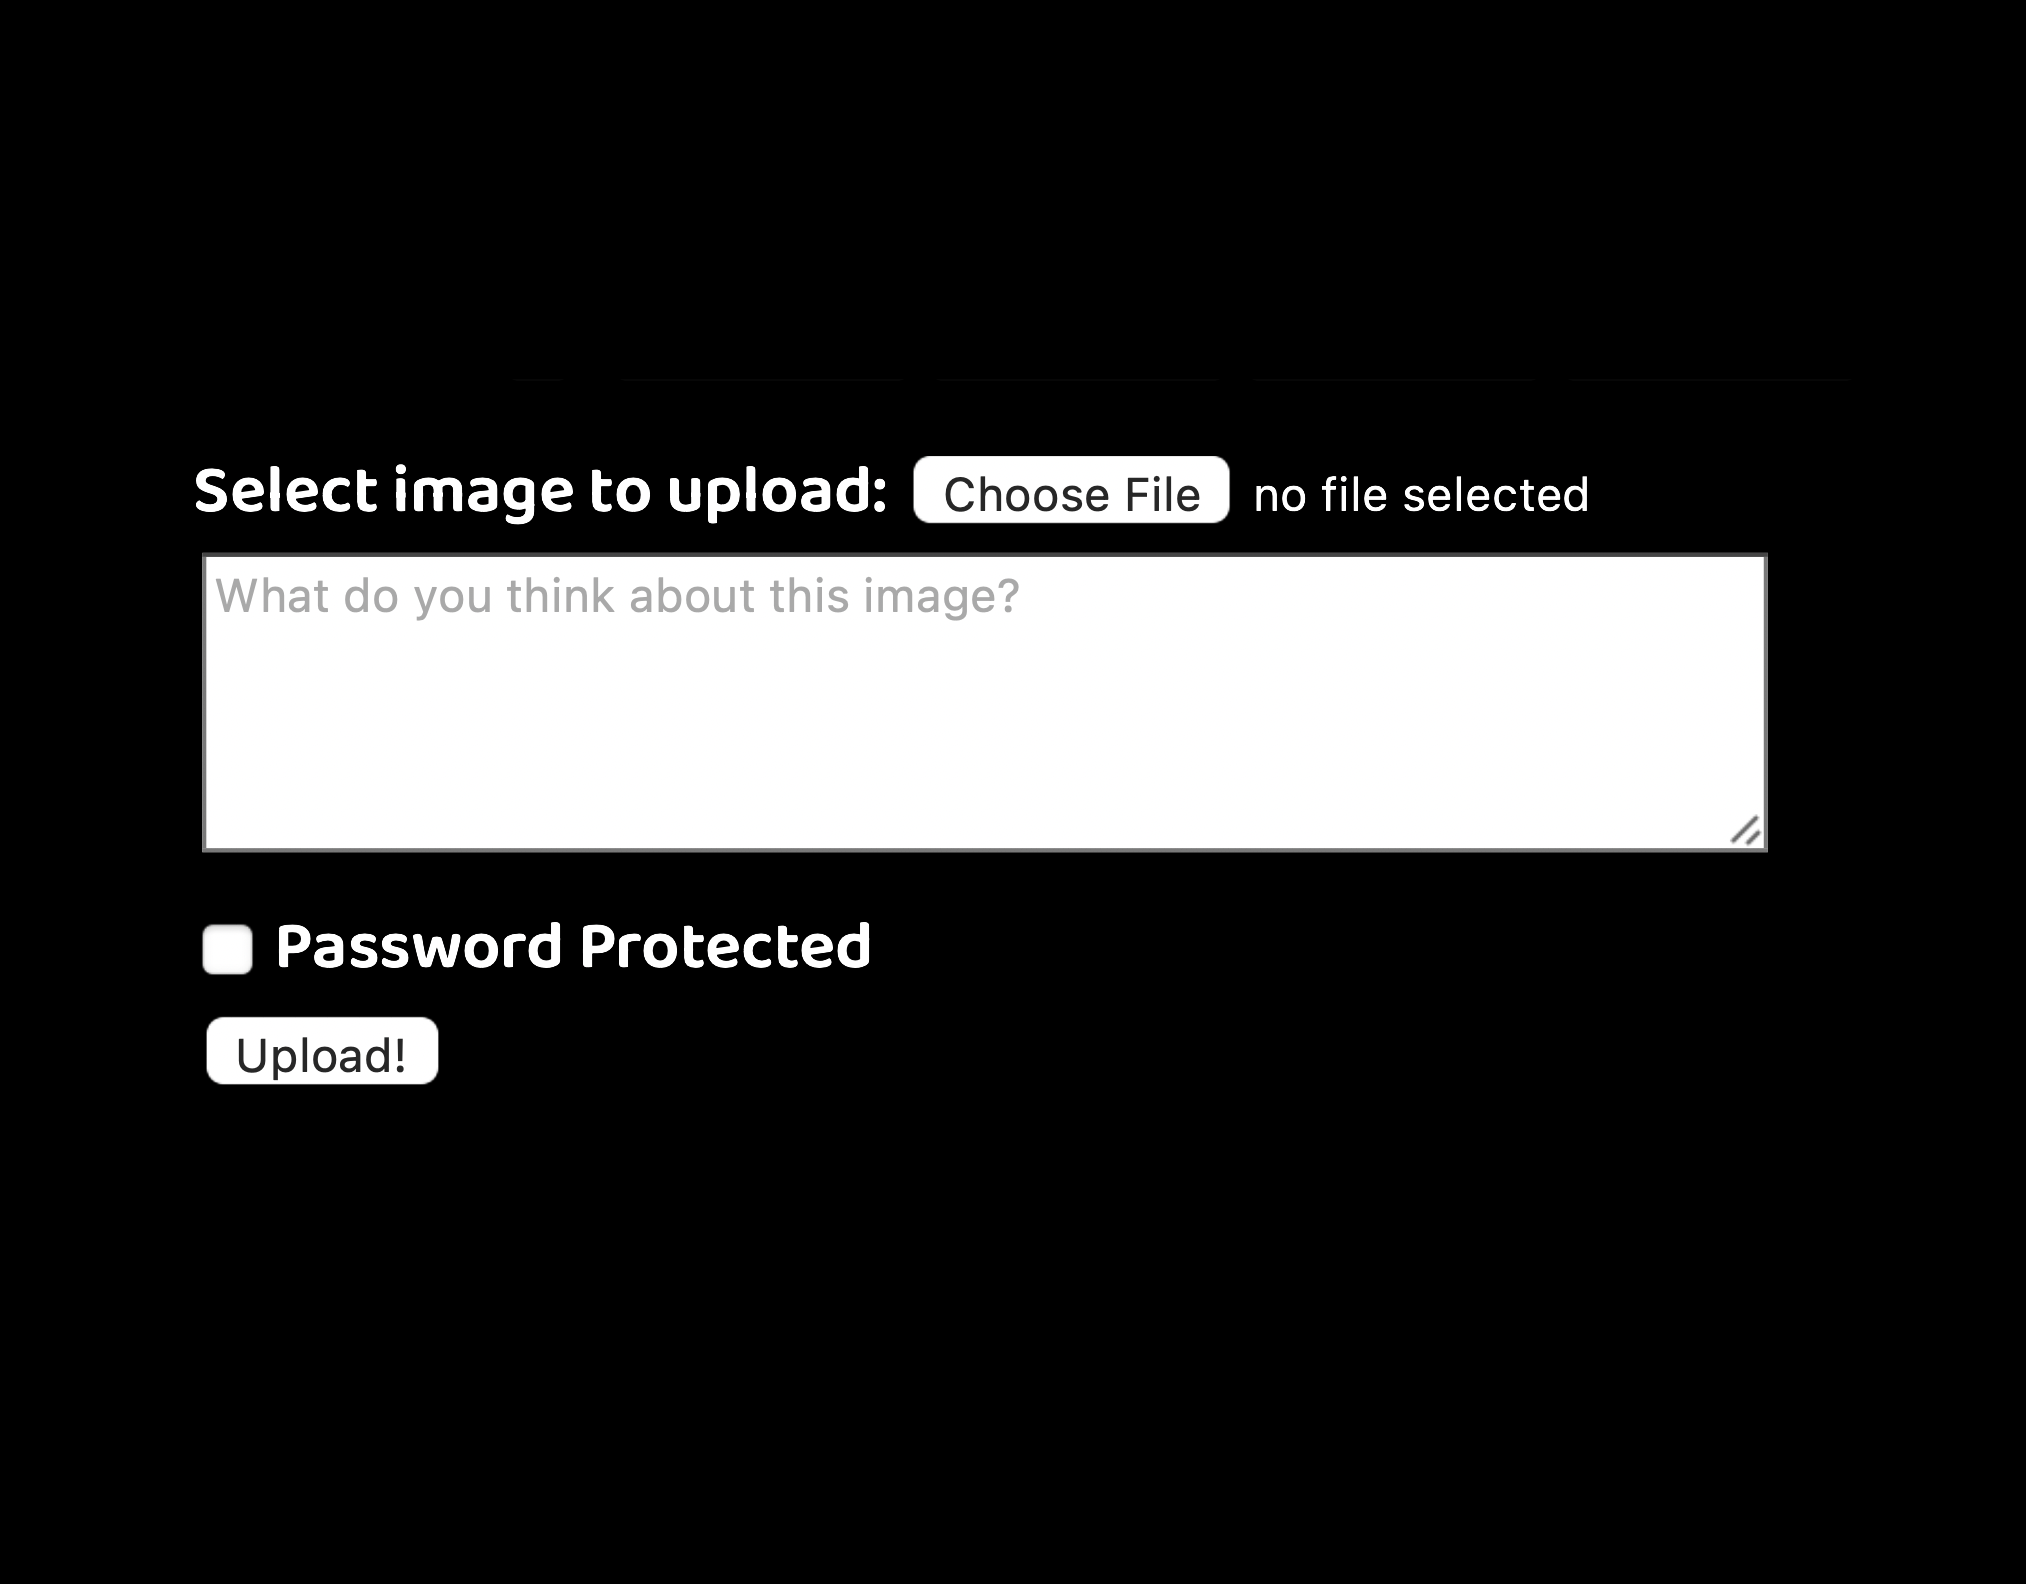 Select image to upload: Choose File no file selected
What do you think about this image?
Password Protected
Upload!